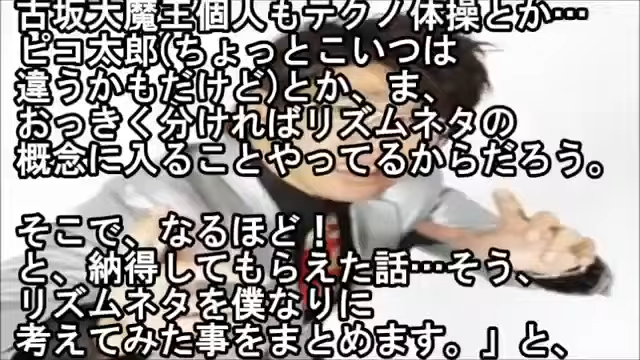 古坂大魔王個人もテクノ体操とか…
ピコ太郎(ちょっとこいつは
違うかもだけど)とか、ま、
おっきく分ければリズムネタの
概念に入ることやってるからだろう。
そこで、なるほど!
と、納得してもらえた話…そう、
リズムネタを僕なりに
考えてみた事をまとめます。」と、